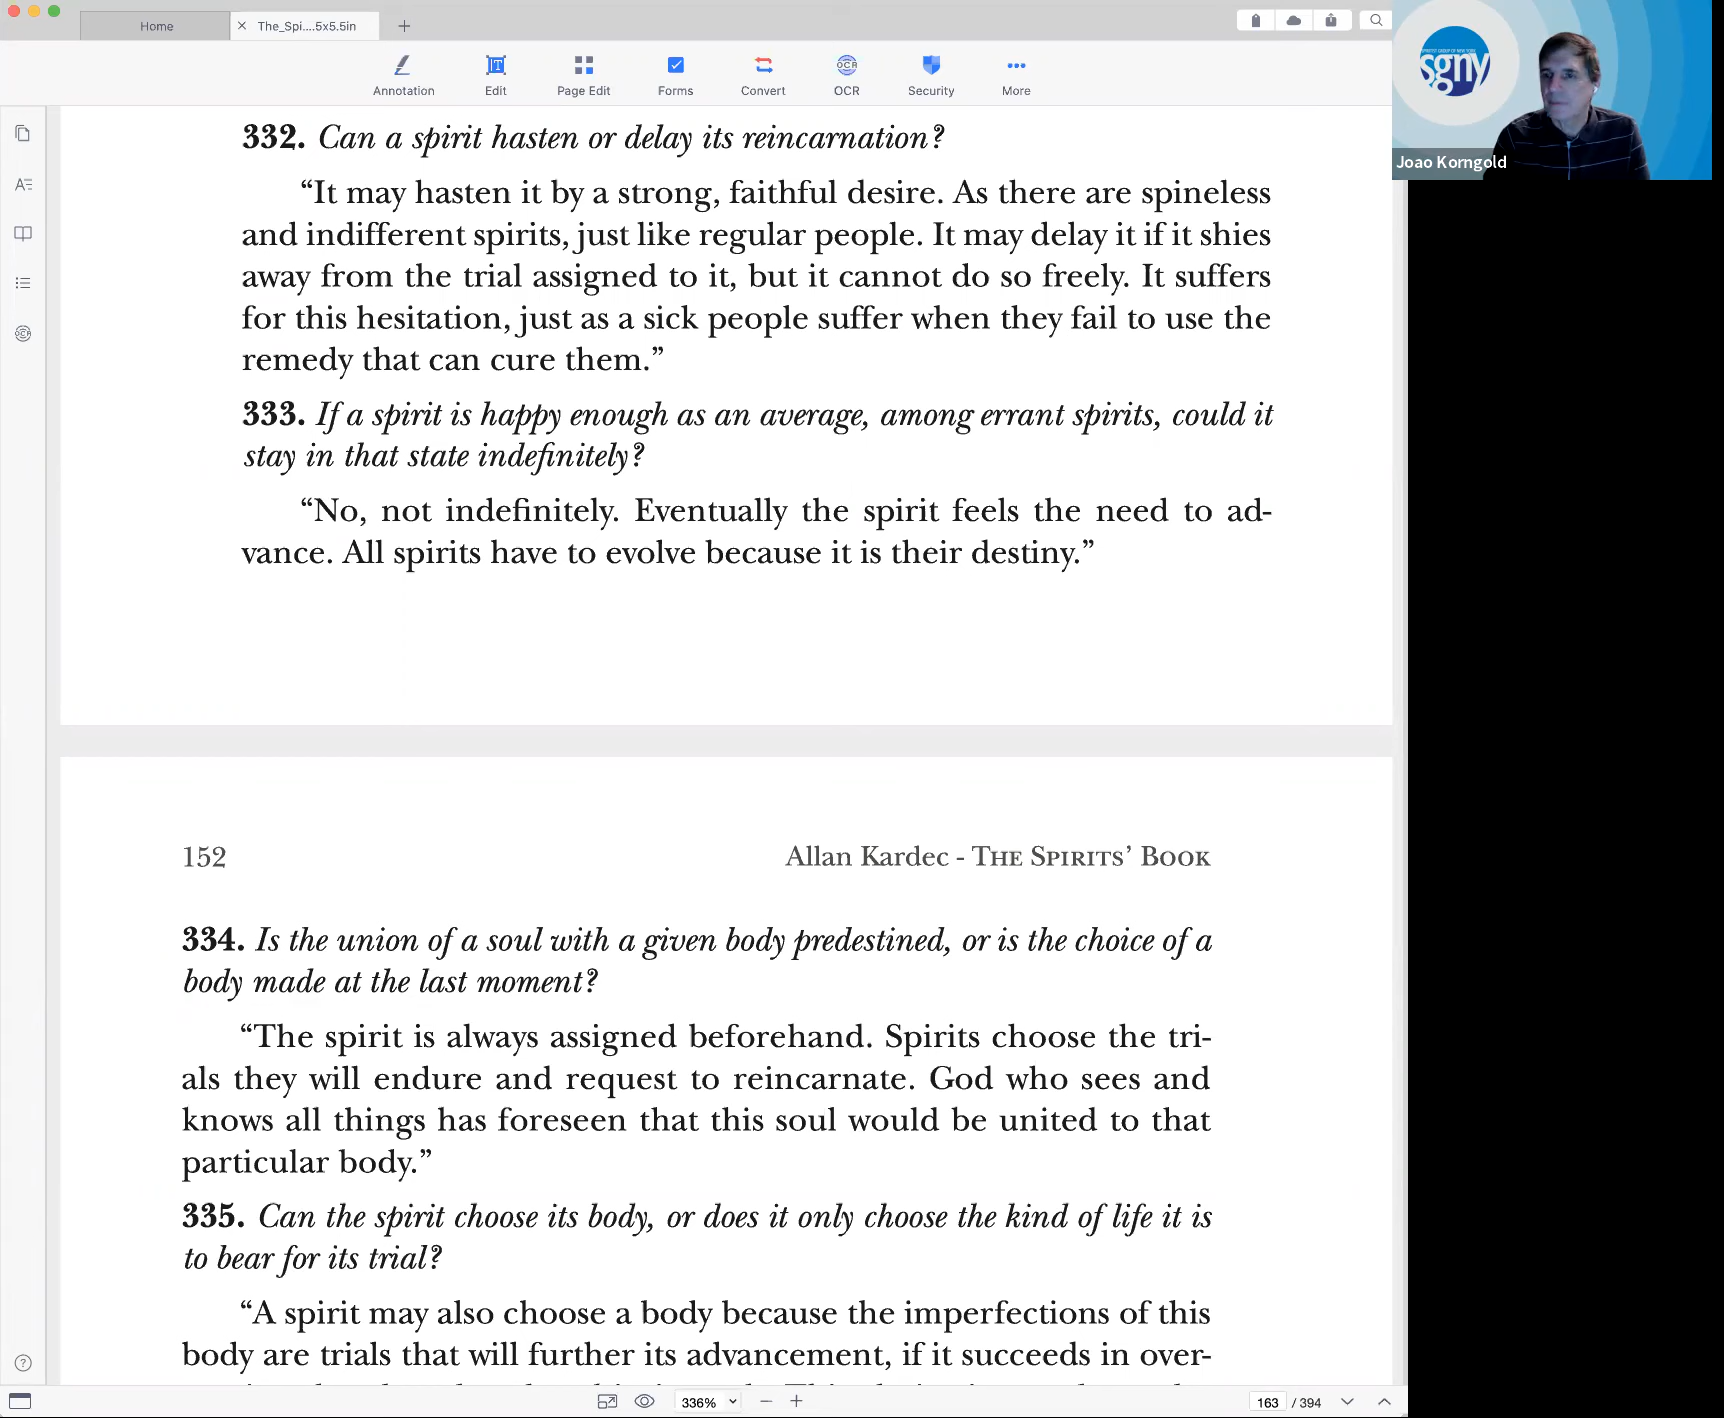 Home
The_Spi....5x5.5in
Annotation
Edit
Page Edit
Forms
Convert
OCR
OCR
Security
More
SPIRITIST GROUP OF NEW YORK
sgny
Joao Korngold
332. Can a spirit hasten or delay its reincarnation?
“It may hasten it by a strong, faithful desire. As there are spineless
and indifferent spirits, just like regular people. It may delay it if it shies
away from the trial assigned to it, but it cannot do so freely. It suffers
for this hesitation, just as a sick people suffer when they fail to use the
remedy that can cure them.”
333. If a spirit is happy enough as an average, among errant spirits, could it
stay in that state indefinitely?
“No, not indefinitely. Eventually the spirit feels the need to ad-
vance. All spirits have to evolve because it is their destiny.”
152
Allan Kardec - The Spirits’ Book
334. Is the union of a soul with a given body predestined, or is the choice of a
body made at the last moment?
“The spirit is always assigned beforehand. Spirits choose the tri-
als they will endure and request to reincarnate. God who sees and
knows all things has foreseen that this soul would be united to that
particular body.”
335. Can the spirit choose its body, or does it only choose the kind of life it is
to bear for its trial?
“A spirit may also choose a body because the imperfections of this
body are trials that will further its advancement, if it succeeds in over-
336%
163 / 394